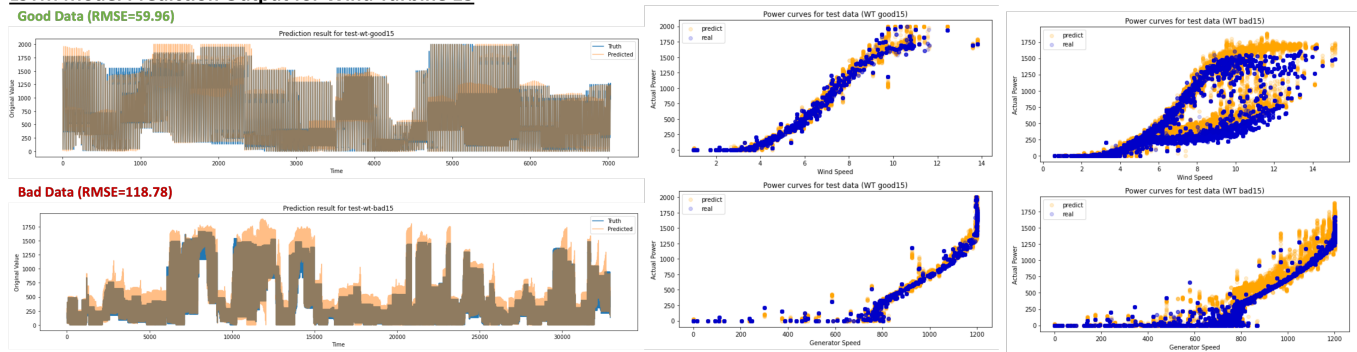 Good Data (RMSE=59.96)
Prediction result for test-wt-good15
Truth
Predicted
Original Value
2000
1750
1500
1250
1000
750
500
250
0
0
1000
2000
3000
4000
5000
6000
7000
Time
Power curves for test data (WT good15)
predict
real
Actual Power
2000
1750
1500
1250
1000
750
500
250
0
2
4
6
8
10
12
14
Wind Speed
Power curves for test data (WT bad15)
predict
real
Actual Power
1750
1500
1250
1000
750
500
250
0
2
4
6
8
10
12
14
Wind Speed
Bad Data (RMSE=118.78)
Prediction result for test-wt-bad15
Truth
Predicted
Original Value
1750
1500
1250
1000
750
500
250
0
0
5000
10000
15000
20000
25000
30000
Time
Power curves for test data (WT good15)
predict
real
Actual Power
2000
1750
1500
1250
1000
750
500
250
0
0
200
400
600
800
1000
1200
Generator Speed
Power curves for test data (WT bad15)
predict
real
Actual Power
1750
1500
1250
1000
750
500
250
0
0
200
400
600
800
1000
1200
Generator Speed